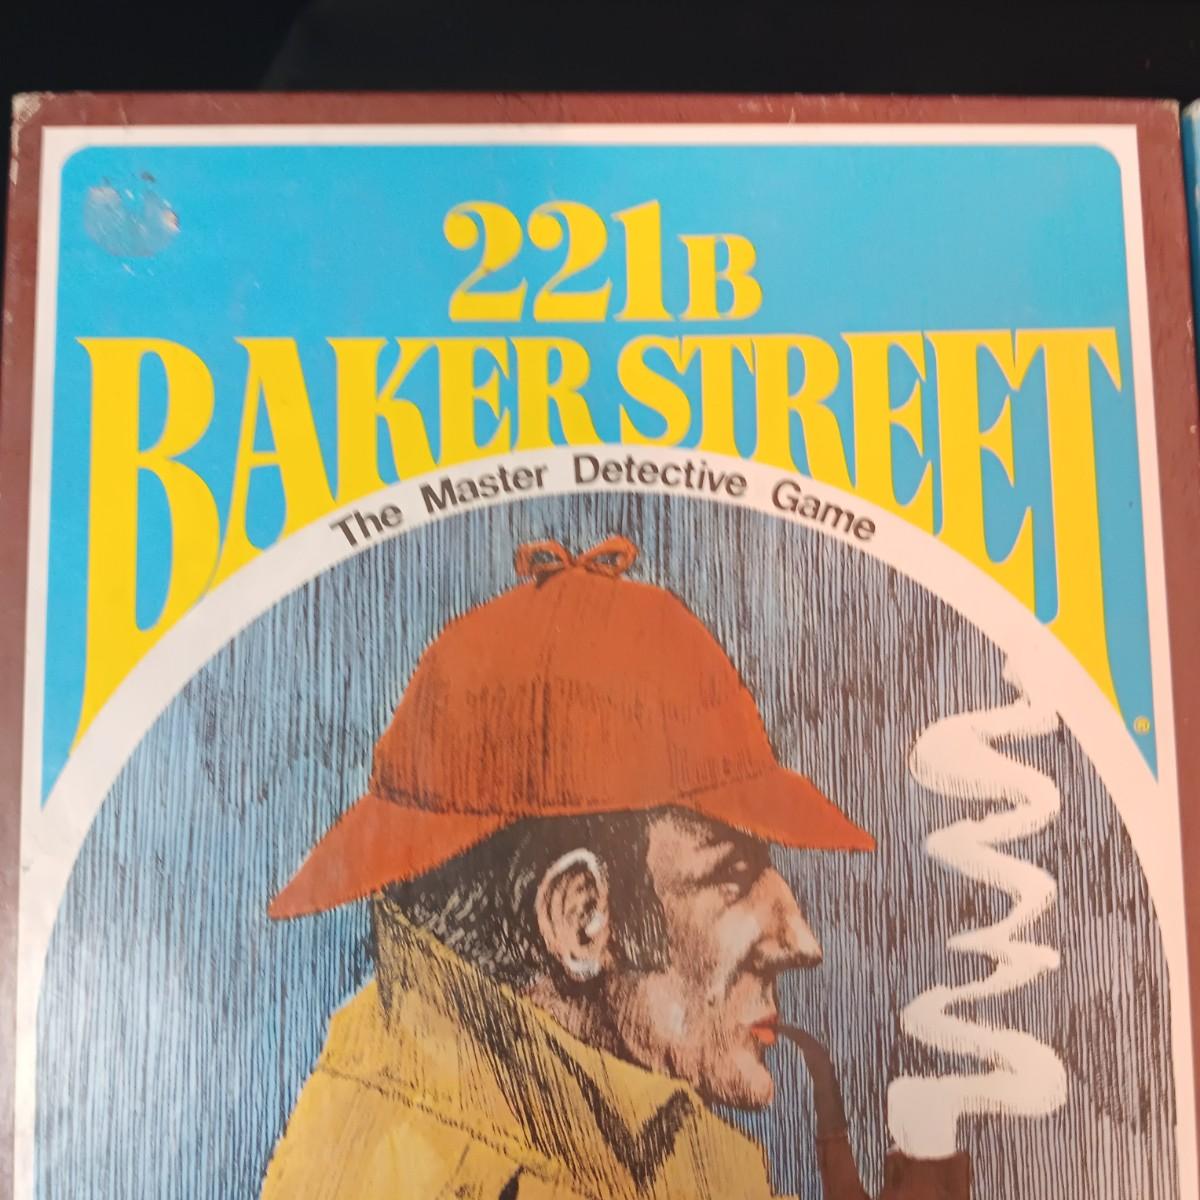 221B
BAKER STREET
®
The Master Detective Game